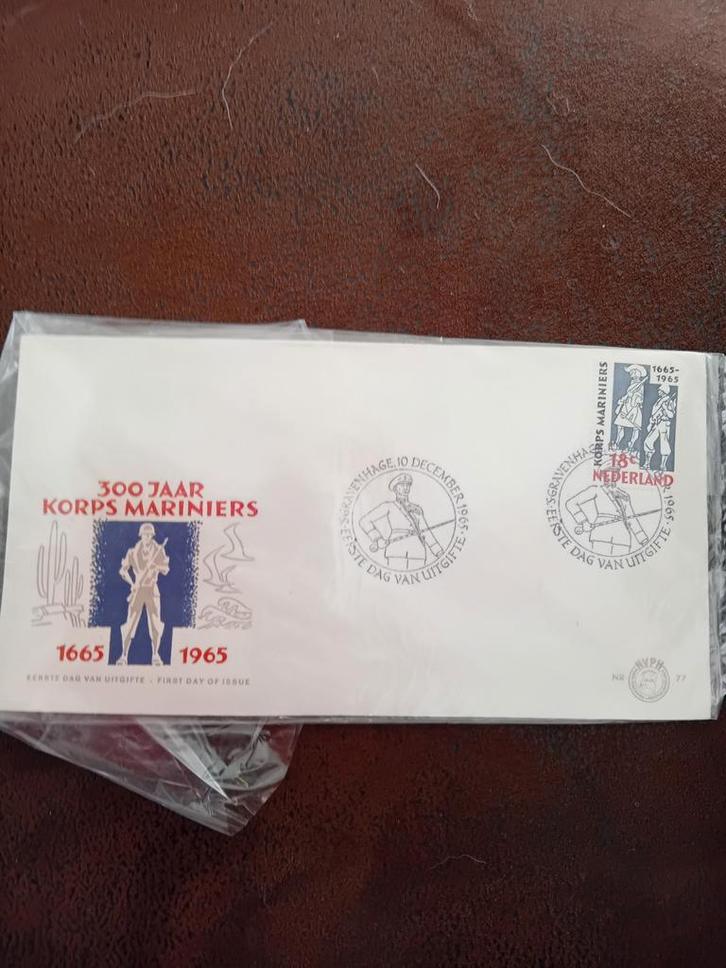 300 JAAR
KORPS MARINIERS
1665 1965
EERSTE DAG VAN UITGIFTE - FIRST DAY OF ISSUE
'S-GRAVENHAGE, 10 DECEMBER 1965
EERSTE DAG VAN UITGIFTE
KORPS MARINIERS
1665-
1965
18c
NEDERLAND
'S-GRAVENHAGE
1965
EERSTE DAG VAN UITGIFTE
NR NVPH 77